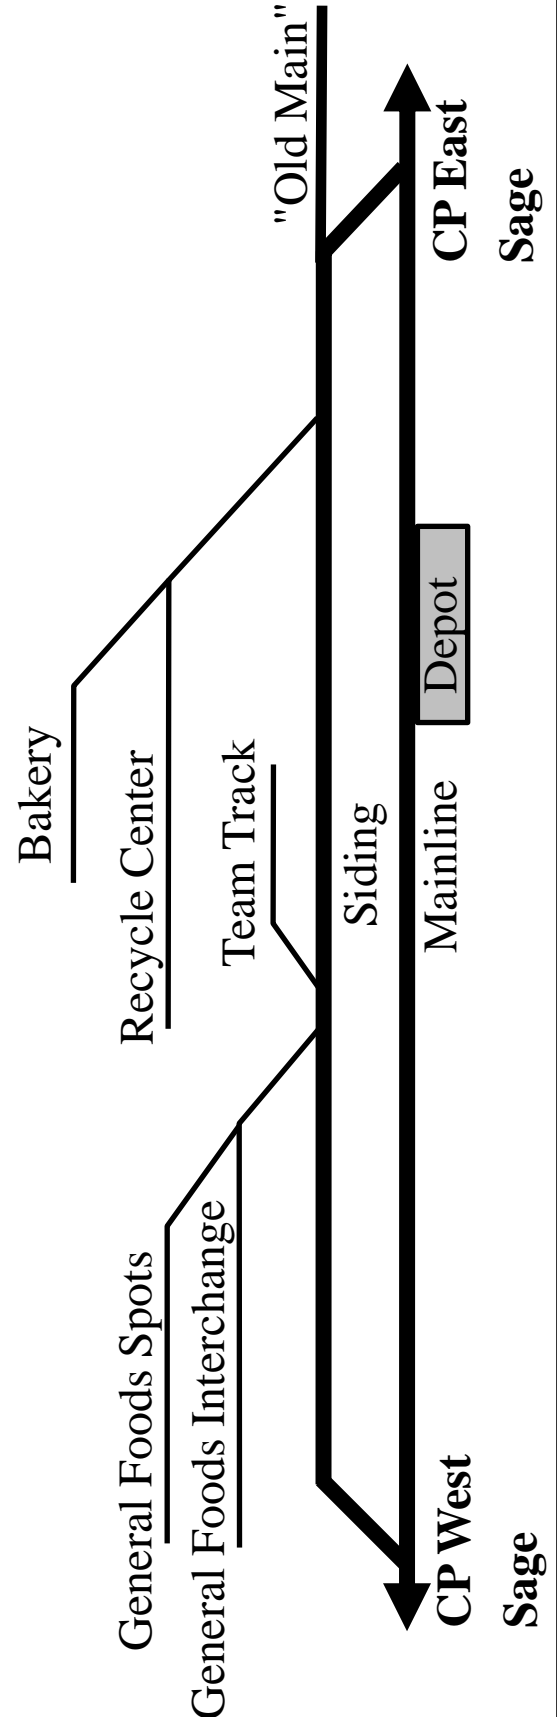 Bakery
General Foods Spots
Recycle Center
General Foods Interchange
Team Track
"Old Main"
Siding
Mainline
Depot
CP West
Sage
CP East
Sage